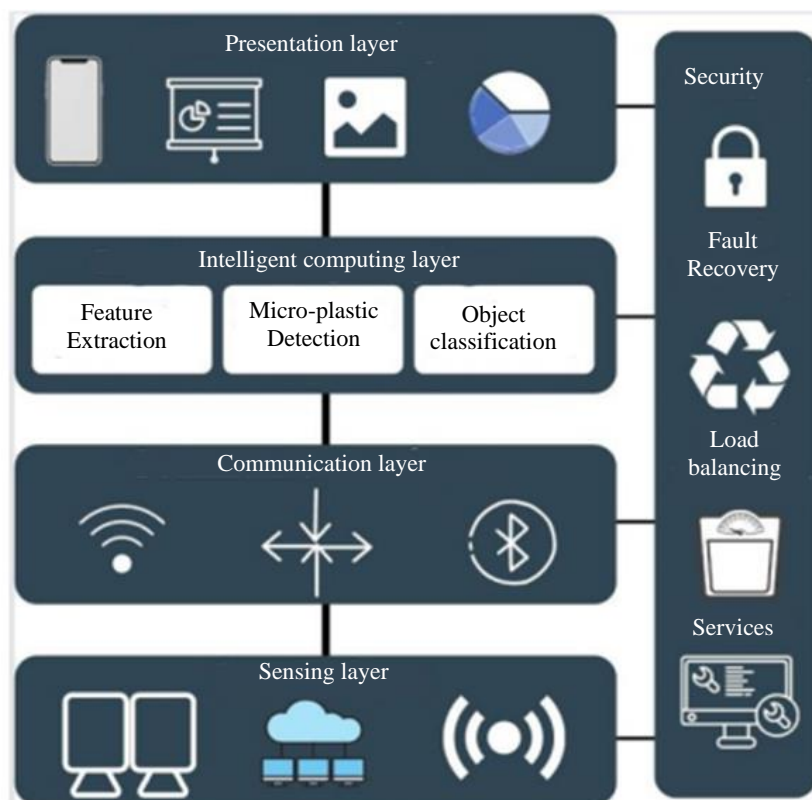 Presentation layer
Intelligent computing layer
Feature
Extraction
Micro-plastic
Detection
Object
classification
Communication layer
Sensing layer
Security
Fault
Recovery
Load
balancing
Services